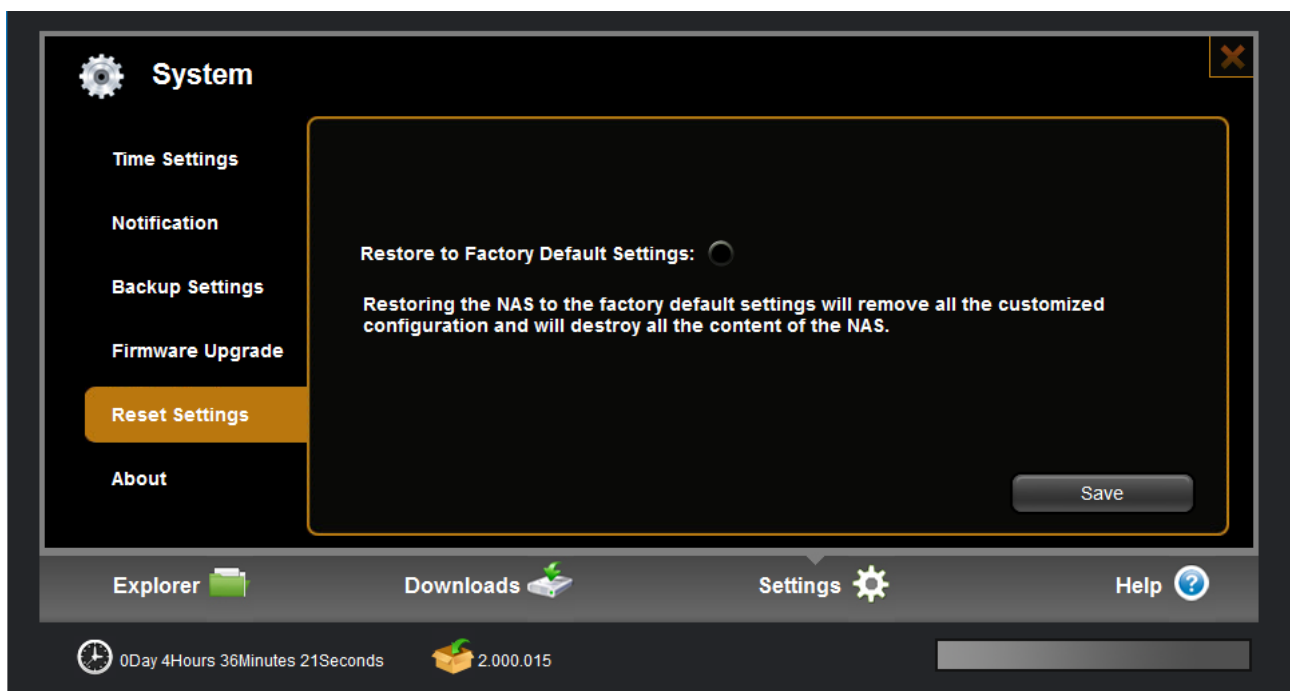 System
Time Settings
Notification
Backup Settings
Firmware Upgrade
Reset Settings
About
Restore to Factory Default Settings:
Restoring the NAS to the factory default settings will remove all the customized
configuration and will destroy all the content of the NAS.
Save
Explorer
Downloads
Settings
Help
0Day 4Hours 36Minutes 21Seconds
2.000.015